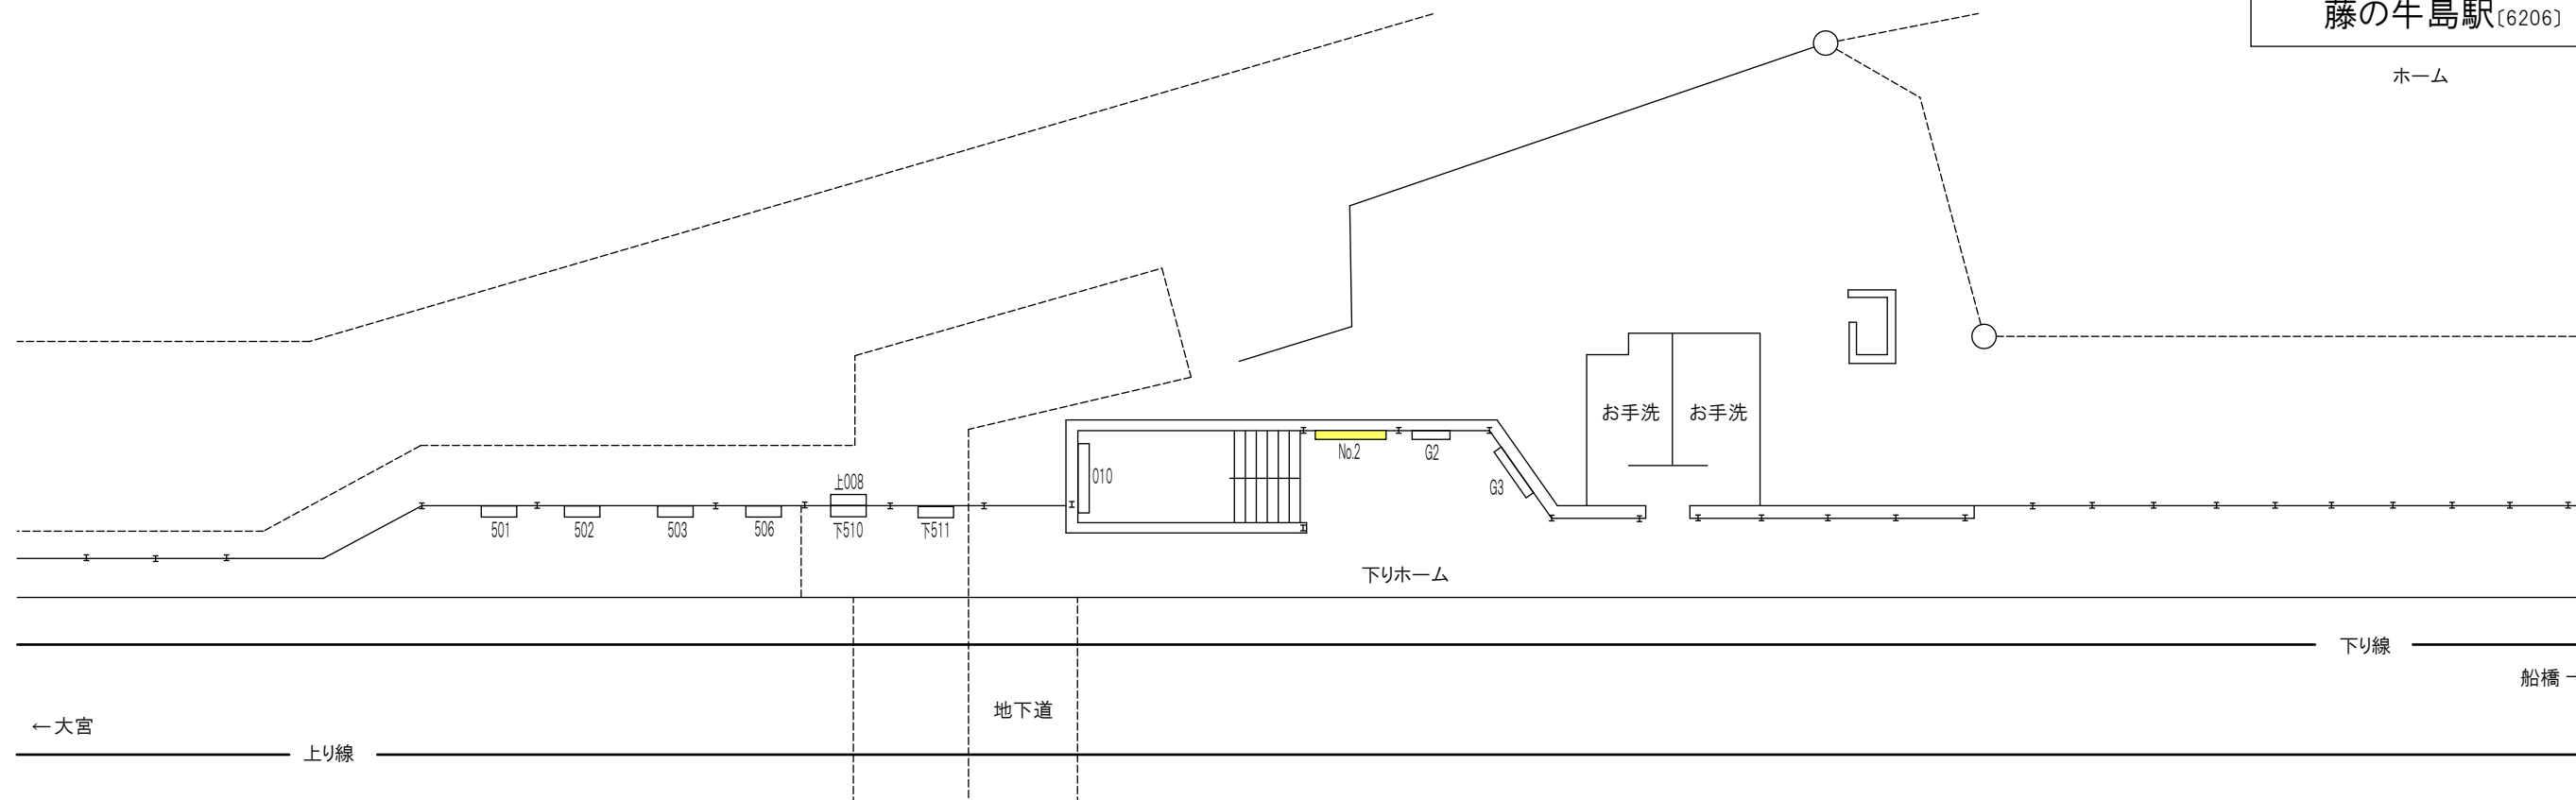 藤の牛島駅〔6206〕
ホーム
お手洗
お手洗
No.2
G2
010
上008
G3
501
502
503
506
下510
下511
下りホーム
下り線
船橋
地下道
←大宮
上り線